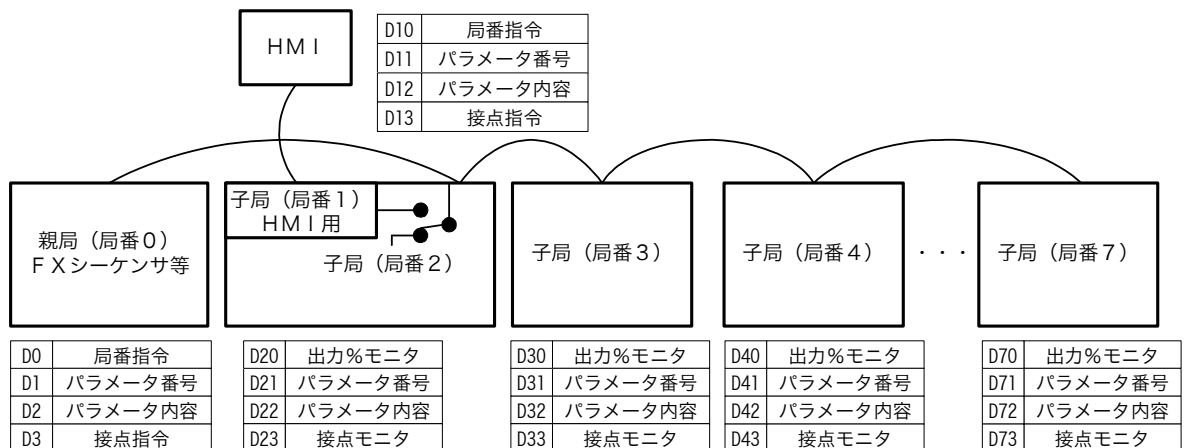 ＨＭＩ
D10 局番指令
D11 パラメータ番号
D12 パラメータ内容
D13 接点指令
親局（局番０）
ＦＸシーケンサ等
子局（局番１）
ＨＭＩ用
子局（局番２）
子局（局番３）
子局（局番４）
・・・
子局（局番７）
D0 局番指令
D1 パラメータ番号
D2 パラメータ内容
D3 接点指令
D20 出力%モニタ
D21 パラメータ番号
D22 パラメータ内容
D23 接点モニタ
D30 出力%モニタ
D31 パラメータ番号
D32 パラメータ内容
D33 接点モニタ
D40 出力%モニタ
D41 パラメータ番号
D42 パラメータ内容
D43 接点モニタ
D70 出力%モニタ
D71 パラメータ番号
D72 パラメータ内容
D73 接点モニタ